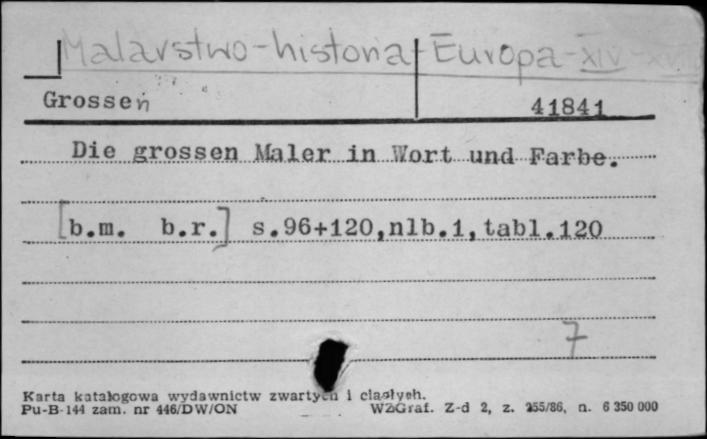 Malarstwo-historia-Europa-XIV-XVIII
Grossen 41841
Die grossen Maler in Wort und Farbe.
[b.m. b.r.] s.96+120,nlb.1,tabl.120
7
Karta katalogowa wydawnictw zwartych i ciągłych.
Pu-B-144 zam. nr 446/DW/ON WZGraf. Z-d 2, z. 255/86, n. 6 350 000